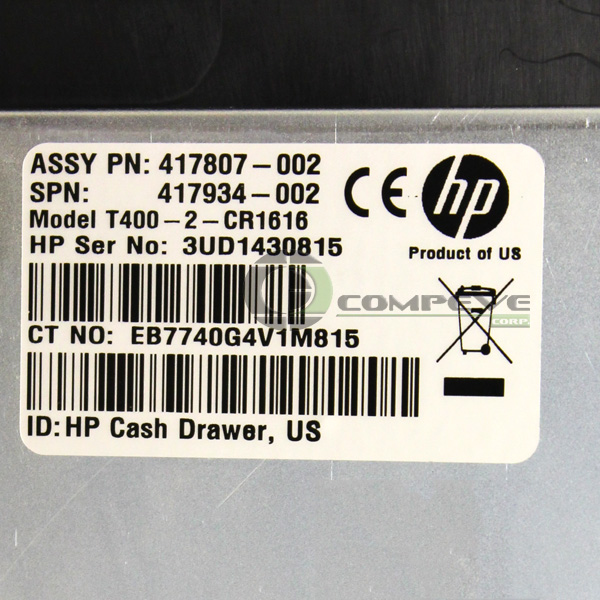 ASSY PN: 417807-002
SPN: 417934-002
Model T400-2-CR1616
HP Ser No: 3UD1430815
CE
hp
Product of US
COMPEVE
CORP.
CT NO: EB7740G4V1M815
ID: HP Cash Drawer, US